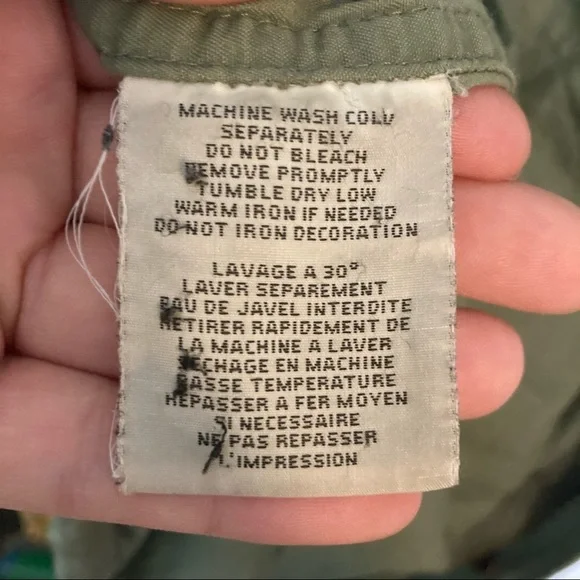 MACHINE WASH COLD
SEPARATELY
DO NOT BLEACH
REMOVE PROMPTLY
TUMBLE DRY LOW
WARM IRON IF NEEDED
DO NOT IRON DECORATION
LAVAGE A 30°
LAVER SEPAREMENT
EAU DE JAVEL INTERDITE
RETIRER RAPIDEMENT DE
LA MACHINE A LAVER
SECHAGE EN MACHINE
BASSE TEMPERATURE
REPASSER A FER MOYEN
SI NECESSAIRE
NE PAS REPASSER
L'IMPRESSION